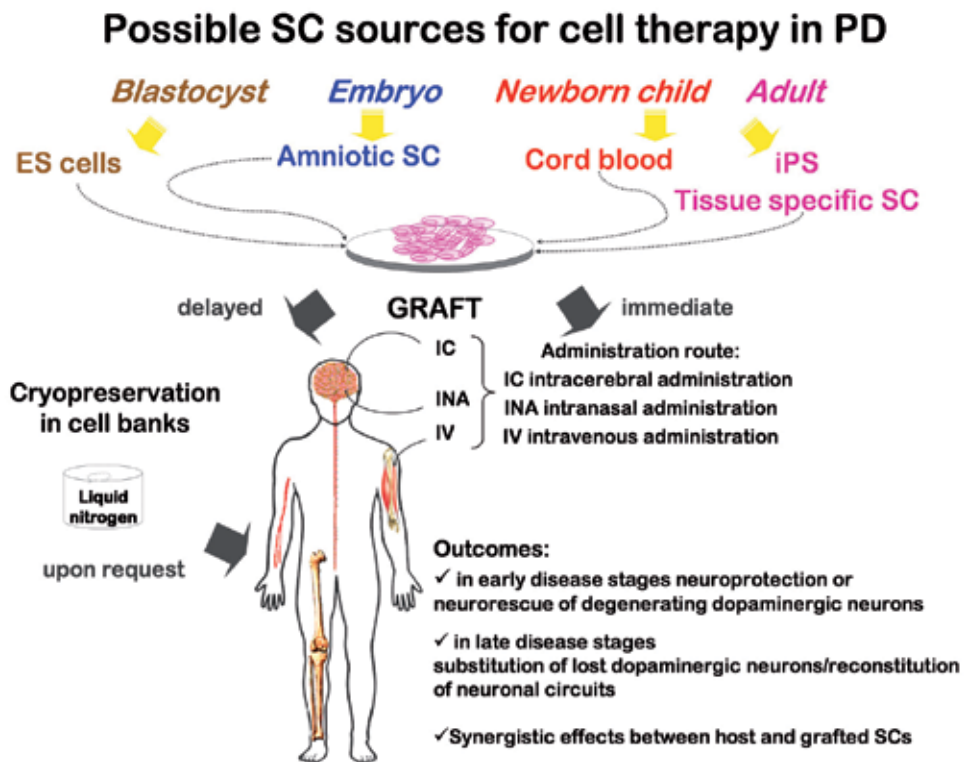 Possible SC sources for cell therapy in PD
Blastocyst
Embryo
Newborn child
Adult
ES cells
Amniotic SC
Cord blood
iPS
Tissue specific SC
delayed
GRAFT
immediate
IC
INA
IV
Administration route:
IC intracerebral administration
INA intranasal administration
IV intravenous administration
Cryopreservation
in cell banks
Liquid
nitrogen
upon request
Outcomes:
✓ in early disease stages neuroprotection or
neurorescue of degenerating dopaminergic neurons
✓ in late disease stages
substitution of lost dopaminergic neurons/reconstitution
of neuronal circuits
✓Synergistic effects between host and grafted SCs